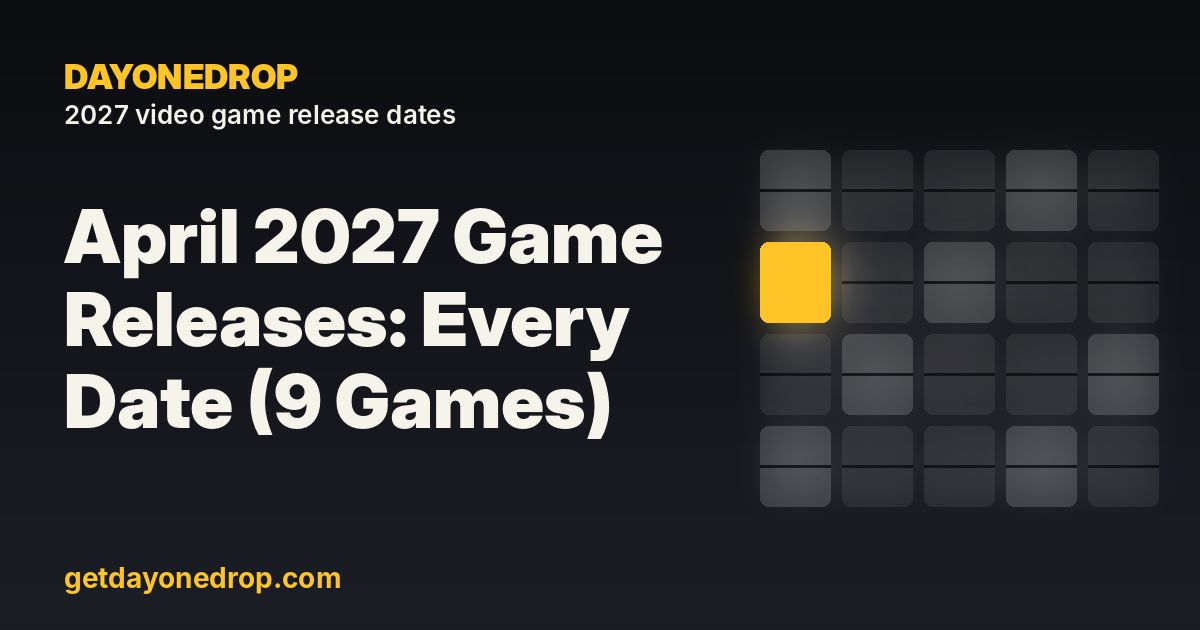 DAYONEDROP
2027 video game release dates
April 2027 Game
Releases: Every
Date (9 Games)
getdayonedrop.com